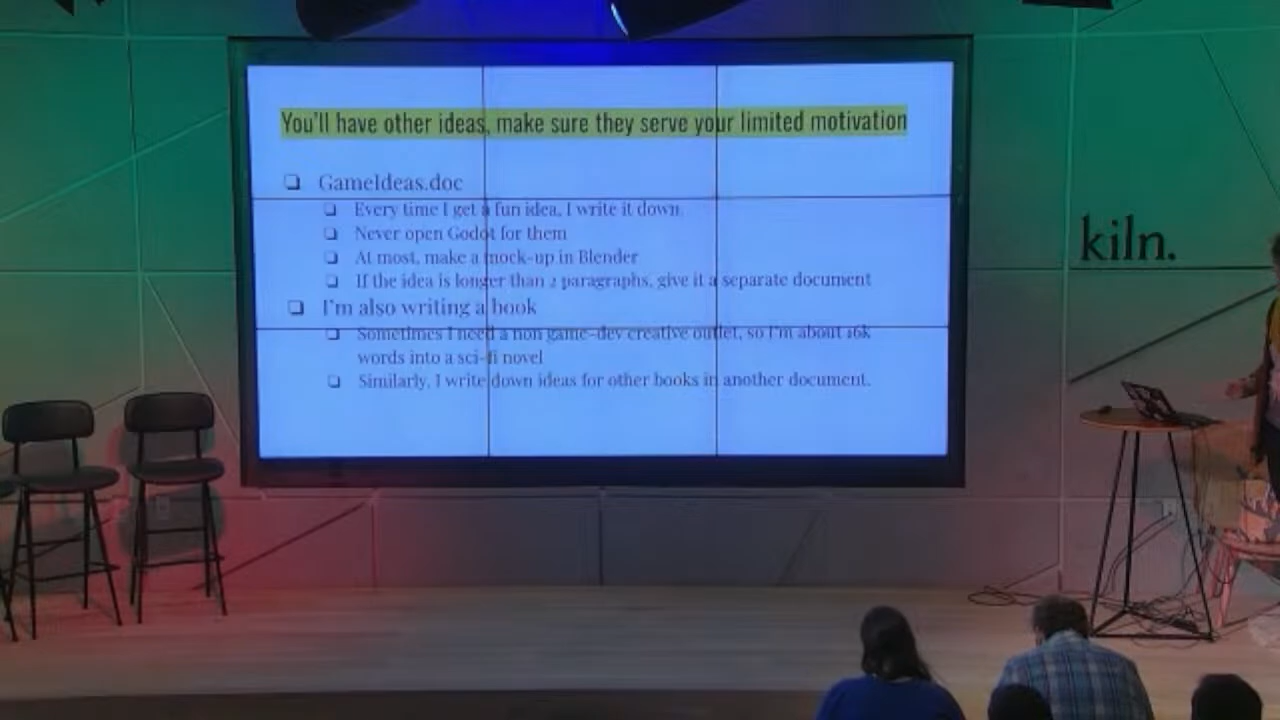 You'll have other ideas, make sure they serve your limited motivation
GameIdeas.doc
Every time I get a fun idea, I write it down.
Never open Godot for them
At most, make a mock-up in Blender
If the idea is longer than 2 paragraphs, give it a separate document
I'm also writing a book
Sometimes I need a non game-dev creative outlet, so I'm about 16k
words into a sci-fi novel
Similarly, I write down ideas for other books in another document.
kiln.